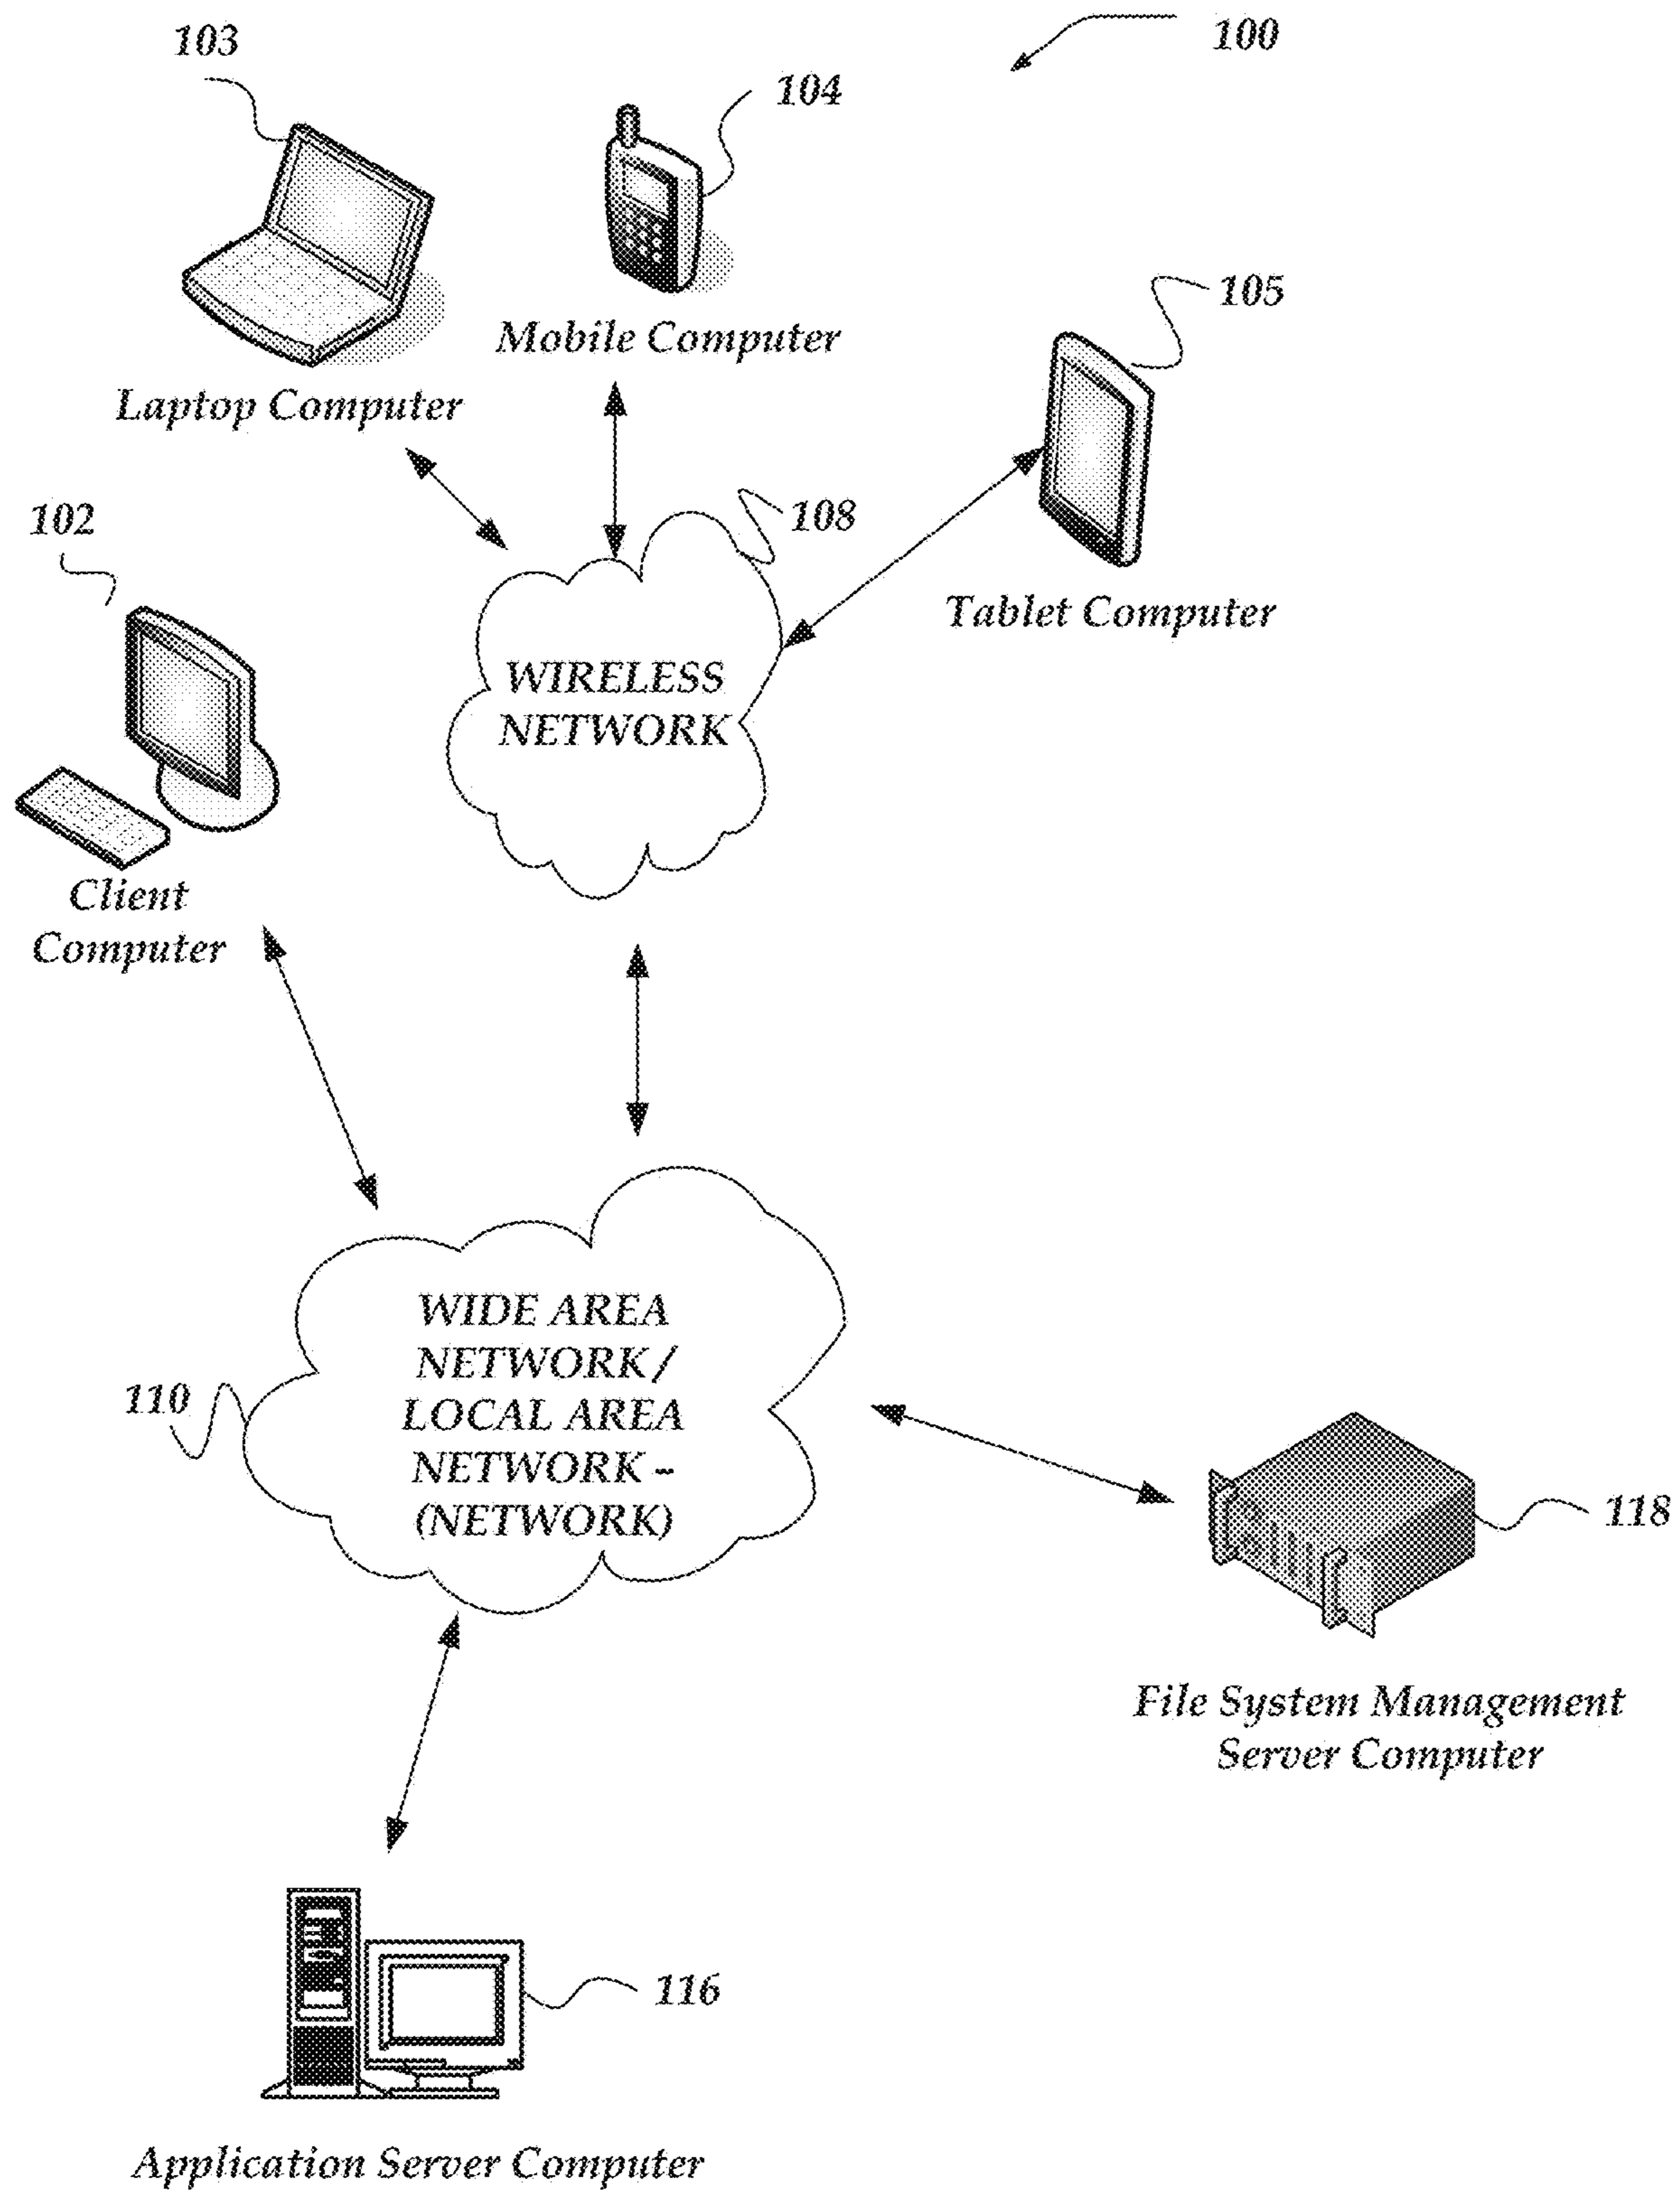 103
100
104
105
Mobile Computer
Laptop Computer
102
108
Tablet Computer
WIRELESS
NETWORK
Client
Computer
WIDE AREA
NETWORK /
LOCAL AREA
NETWORK –
(NETWORK)
110
118
File System Management
Server Computer
116
Application Server Computer